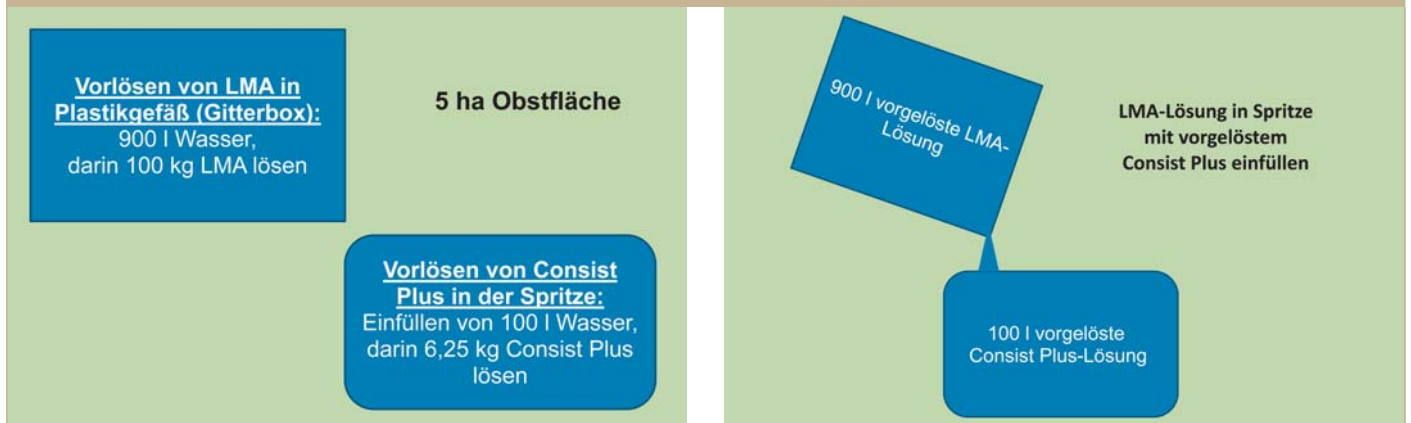 Vorlösen von LMA in
Plastikgefäß (Gitterbox):
900 l Wasser,
darin 100 kg LMA lösen
5 ha Obstfläche
Vorlösen von Consist
Plus in der Spritze:
Einfüllen von 100 l Wasser,
darin 6,25 kg Consist Plus
lösen
900 l vorgelöste LMA-
Lösung
LMA-Lösung in Spritze
mit vorgelöstem
Consist Plus einfüllen
100 l vorgelöste
Consist Plus-Lösung